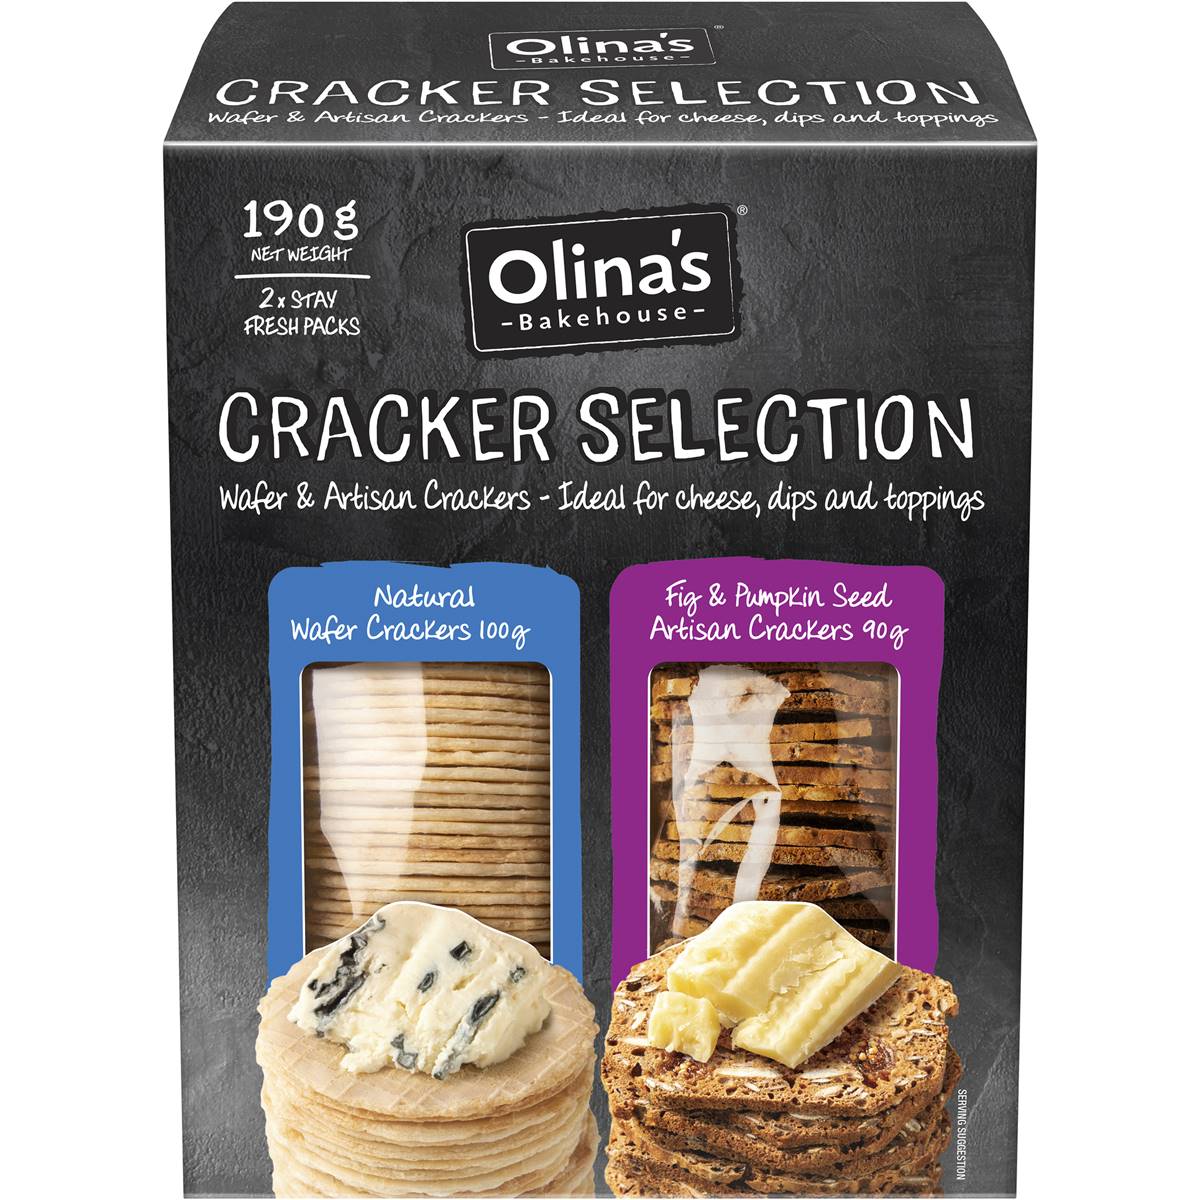 Olina's
-Bakehouse-
®
CRACKER SELECTION
Wafer & Artisan Crackers - Ideal for cheese, dips and toppings
190g
NET WEIGHT
2 x STAY
FRESH PACKS
Olina's
-Bakehouse-
®
CRACKER SELECTION
Wafer & Artisan Crackers - Ideal for cheese, dips and toppings
Natural
Wafer Crackers 100g
Fig & Pumpkin Seed
Artisan Crackers 90g
SERVING SUGGESTION